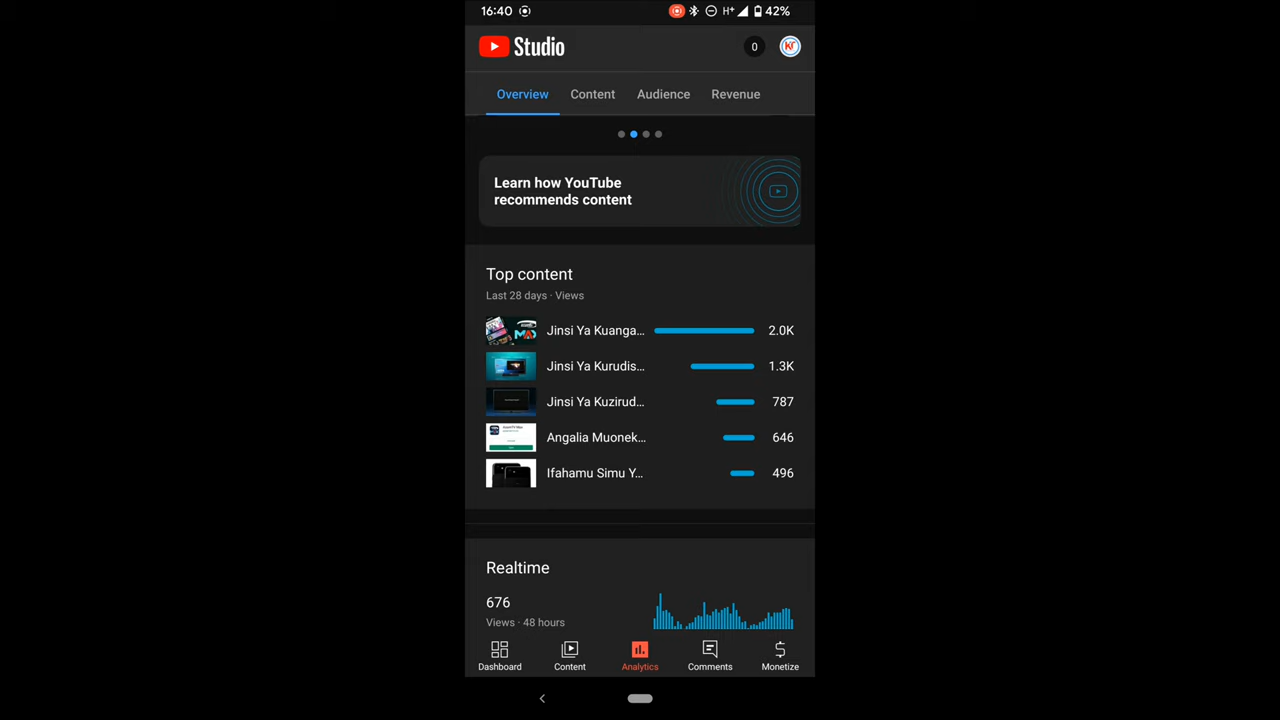 16:40 H+ 42%
Studio 0
Overview Content Audience Revenue
Learn how YouTube
recommends content
Top content
Last 28 days · Views
Jinsi Ya Kuanga... 2.0K
Jinsi Ya Kurudis... 1.3K
Jinsi Ya Kuzirud... 787
Angalia Muonek... 646
Ifahamu Simu Y... 496
Realtime
676
Views · 48 hours
Dashboard Content Analytics Comments Monetize